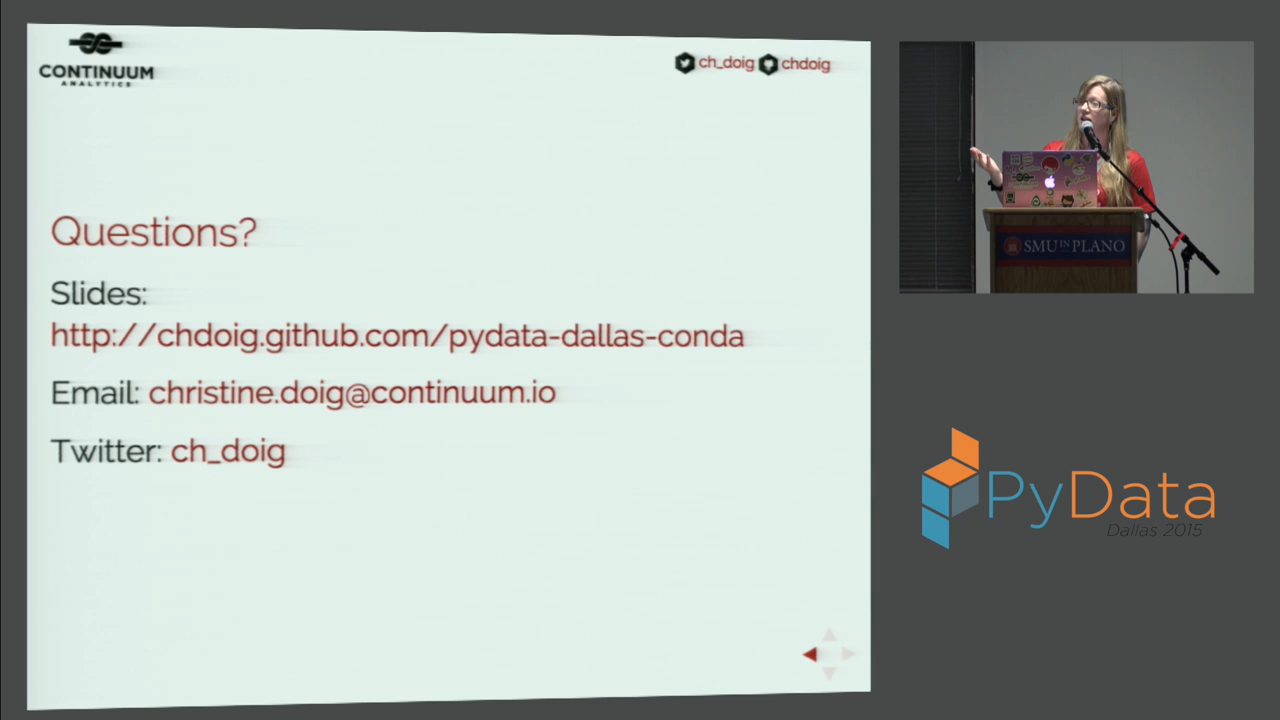 CONTINUUM
ANALYTICS
ch_doig chdoig
Questions?
Slides:
http://chdoig.github.com/pydata-dallas-conda
Email: christine.doig@continuum.io
Twitter: ch_doig
SMU IN PLANO
PyData
Dallas 2015